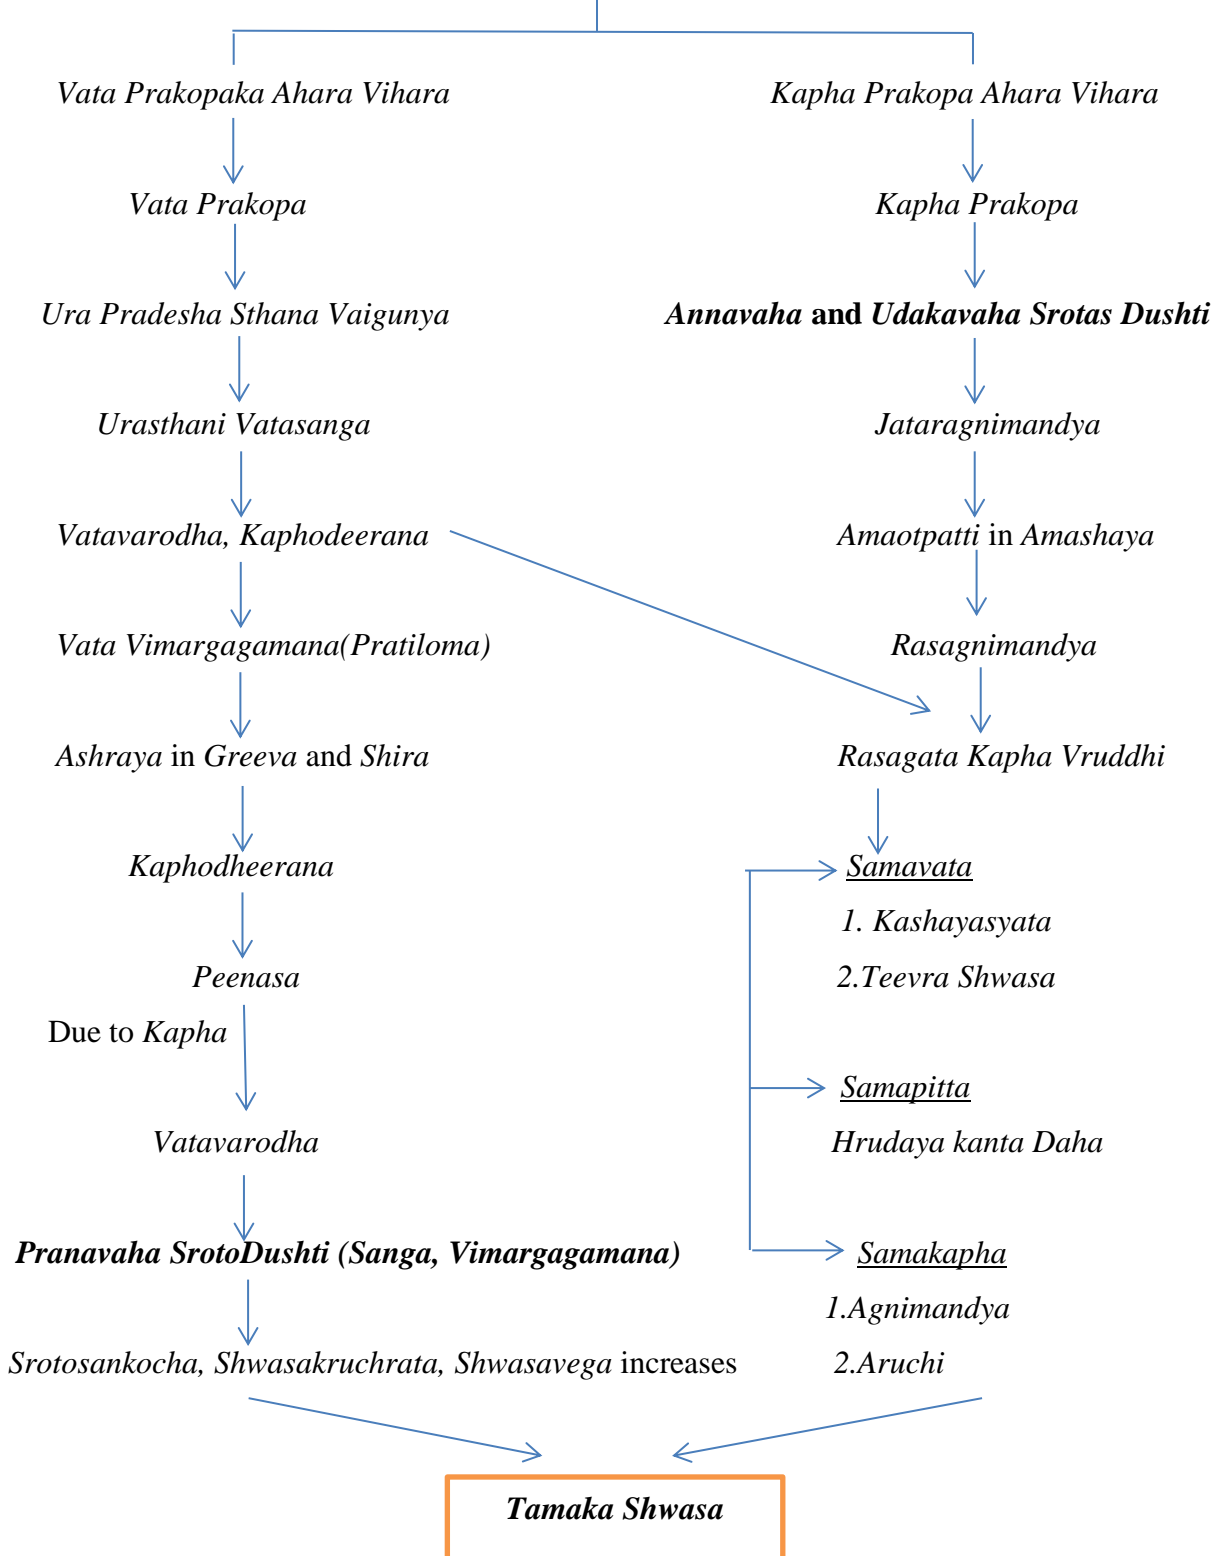 Vata Prakopaka Ahara Vihara
Vata Prakopa
Ura Pradesha Sthana Vaigunya
Urasthani Vatasanga
Vatavarodha, Kaphodeerana
Vata Vimargagamana(Pratiloma)
Ashraya in Greeva and Shira
Kaphodheerana
Peenasa
Due to Kapha
Vatavarodha
Pranavaha SrotoDushti (Sanga, Vimargagamana)
Srotosankocha, Shwasakruchrata, Shwasavega increases
Kapha Prakopa Ahara Vihara
Kapha Prakopa
Annavaha and Udakavaha Srotas Dushti
Jataragnimandya
Amaotpatti in Amashaya
Rasagnimandya
Rasagata Kapha Vruddhi
Samavata
1. Kashayasyata
2.Teevra Shwasa
Samapitta
Hrudaya kanta Daha
Samakapha
1.Agnimandya
2.Aruchi
Tamaka Shwasa